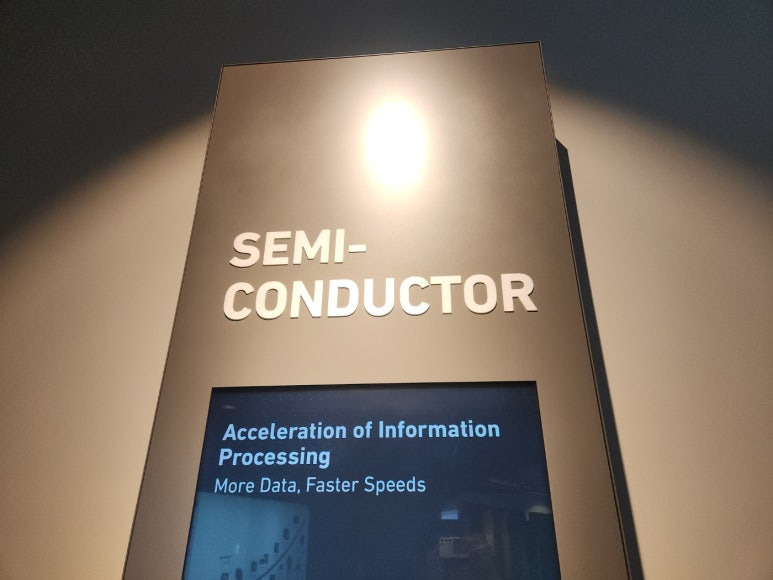 SEMI-
CONDUCTOR
Acceleration of Information
Processing
More Data, Faster Speeds